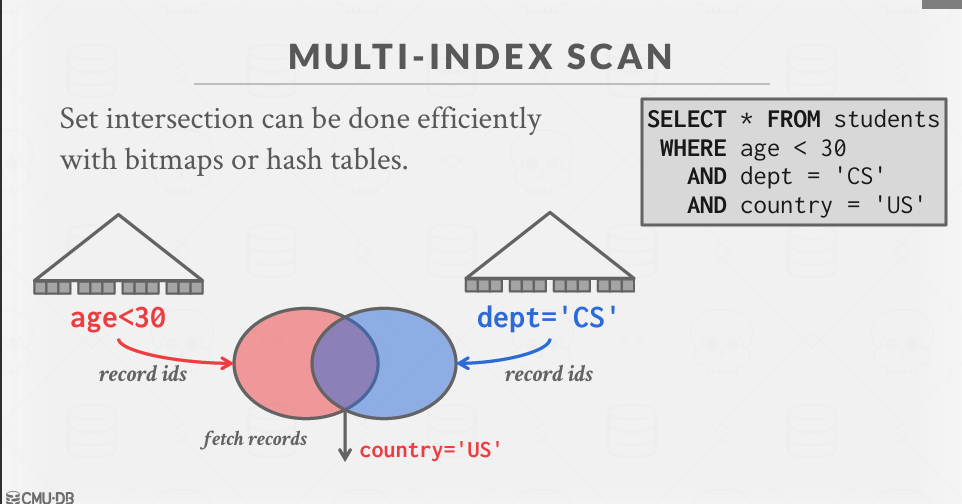 MULTI-INDEX SCAN
Set intersection can be done efficiently
with bitmaps or hash tables.
SELECT * FROM students
WHERE age < 30
AND dept = 'CS'
AND country = 'US'
age<30
dept='CS'
record ids
record ids
fetch records
country='US'
CMU·DB